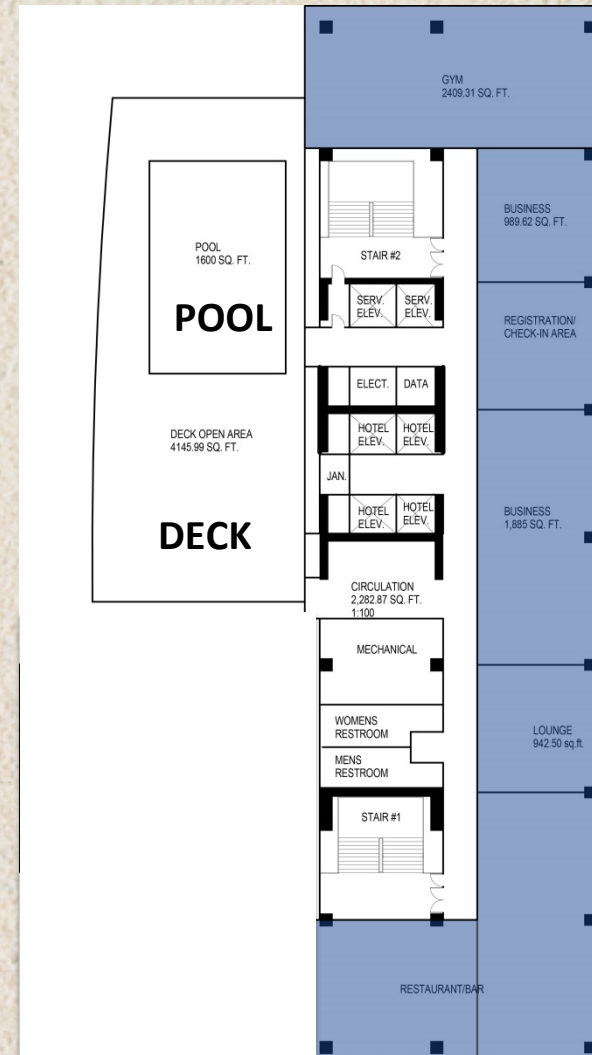 GYM
2409.31 SQ. FT.
BUSINESS
989.62 SQ. FT.
POOL
1600 SQ. FT.
STAIR #2
POOL
SERV.
ELEV.
SERV.
ELEV.
REGISTRATION/
CHECK-IN AREA
ELECT.
DATA
DECK OPEN AREA
4145.99 SQ. FT.
HOTEL
ELEV.
HOTEL
ELEV.
JAN.
HOTEL
ELEV.
HOTEL
ELEV.
BUSINESS
1,885 SQ. FT.
DECK
CIRCULATION
2,282.87 SQ. FT.
1:100
MECHANICAL
WOMENS
RESTROOM
LOUNGE
942.50 sq.ft.
MENS
RESTROOM
STAIR #1
RESTAURANT/BAR